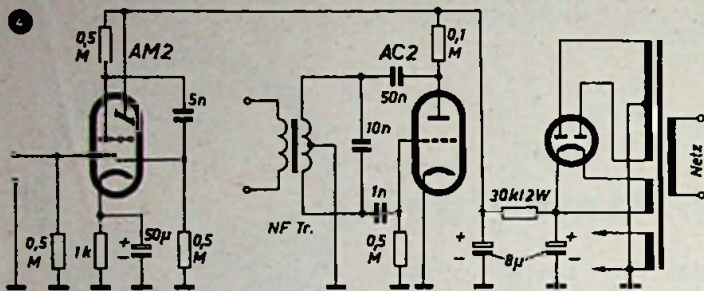 4
0,5 M
AM2
5n
0,5 M
1k
50µ
+
−
0,5 M
NF Tr.
10n
50n
1n
AC2
0,1 M
0,5 M
30k/2W
+
−
8µ
+
−
Netz